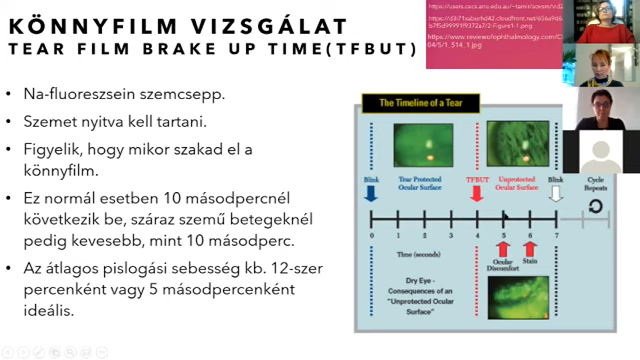 KÖNNYFILM VIZSGÁLAT
TEAR FILM BRAKE UP TIME(TFBUT)
• Na-fluoreszsein szemcsepp.
• Szemet nyitva kell tartani.
• Figyelik, hogy mikor szakad el a
könnyfilm.
• Ez normál esetben 10 másodpercnél
következik be, száraz szemű betegeknél
pedig kevesebb, mint 10 másodperc.
• Az átlagos pislogási sebesség kb. 12-szer
percenként vagy 5 másodpercenként
ideális.
The Timeline of a Tear
Blink
Tear Protected
Ocular Surface
TFBUT
Unprotected
Ocular Surface
Blink
Cycle
Repeats
0 1 2 3 4 5 6 7
Time (seconds)
Ocular
Discomfort
Stain
Dry Eye -
Consequences of an
"Unprotected Ocular
Surface"